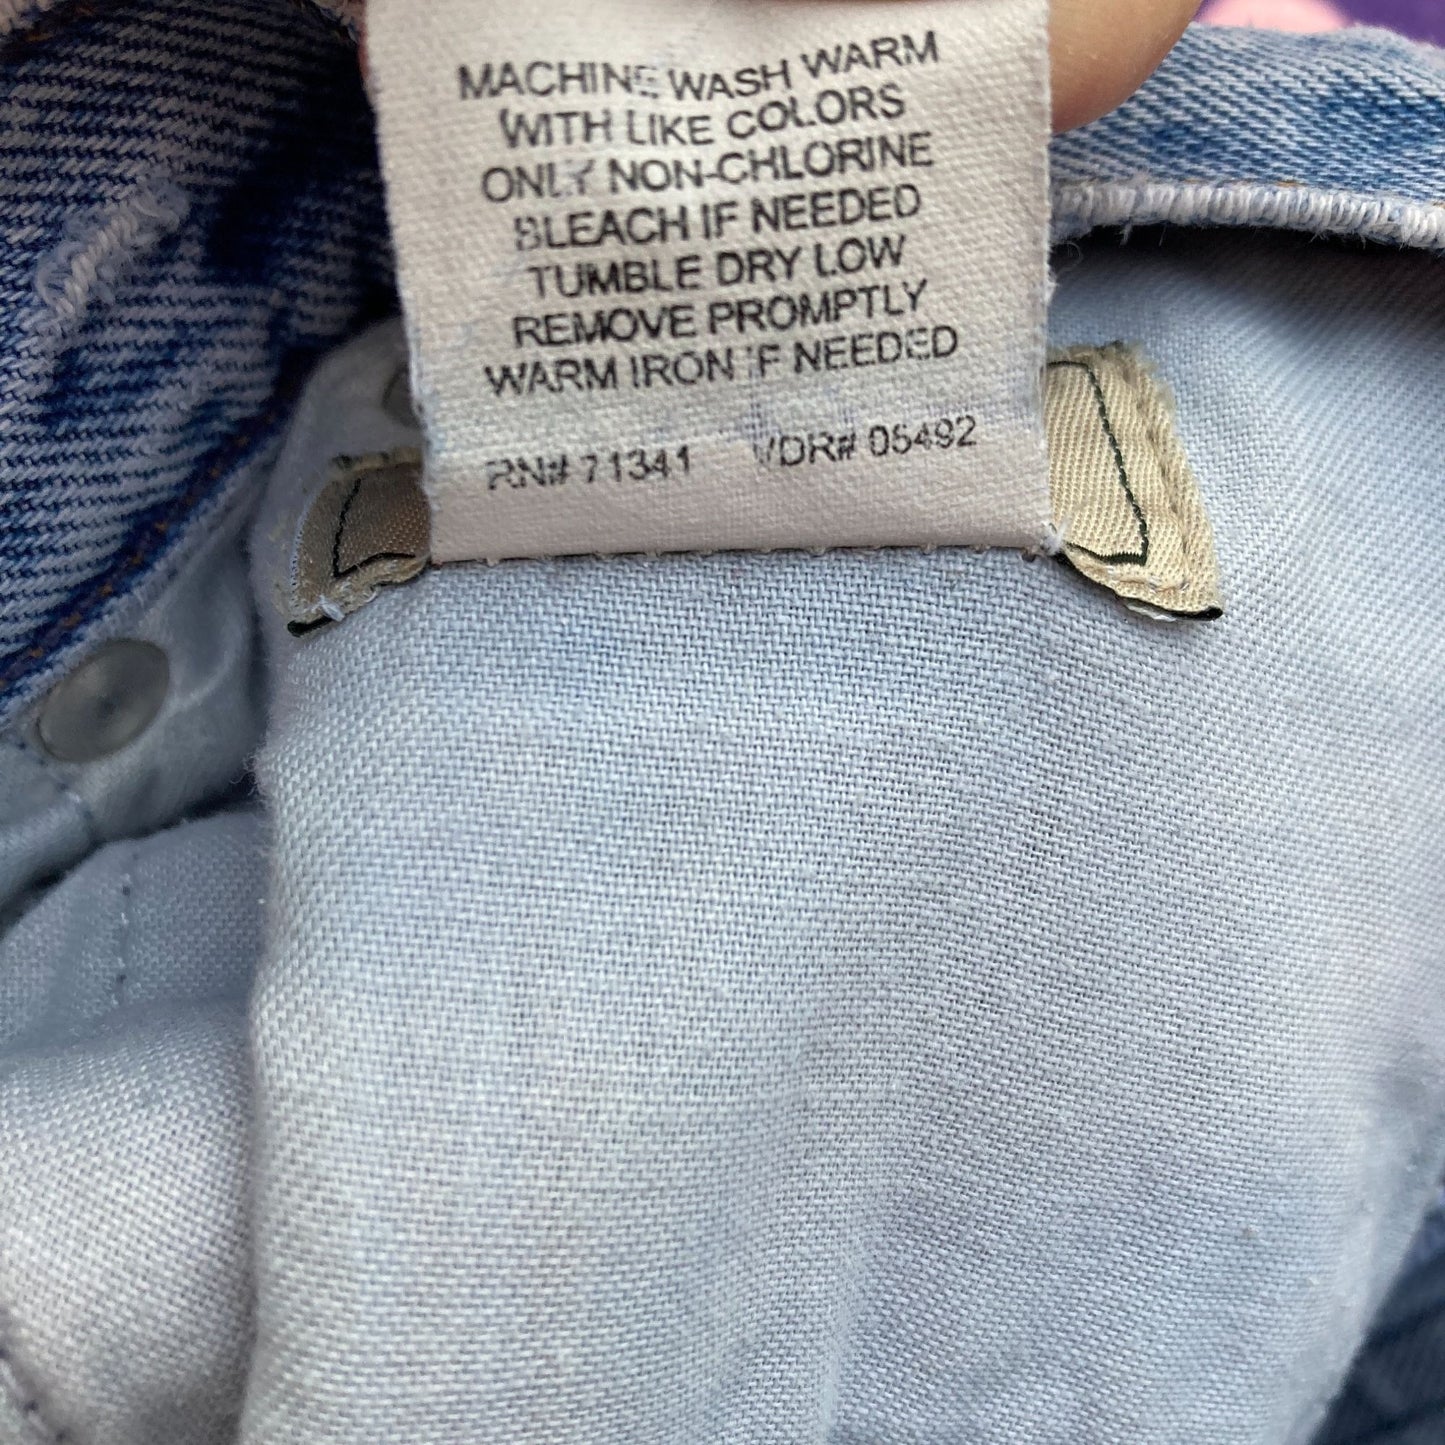 MACHINE WASH WARM
WITH LIKE COLORS
ONLY NON-CHLORINE
BLEACH IF NEEDED
TUMBLE DRY LOW
REMOVE PROMPTLY
WARM IRON IF NEEDED
RN# 71341 VDR# 05492